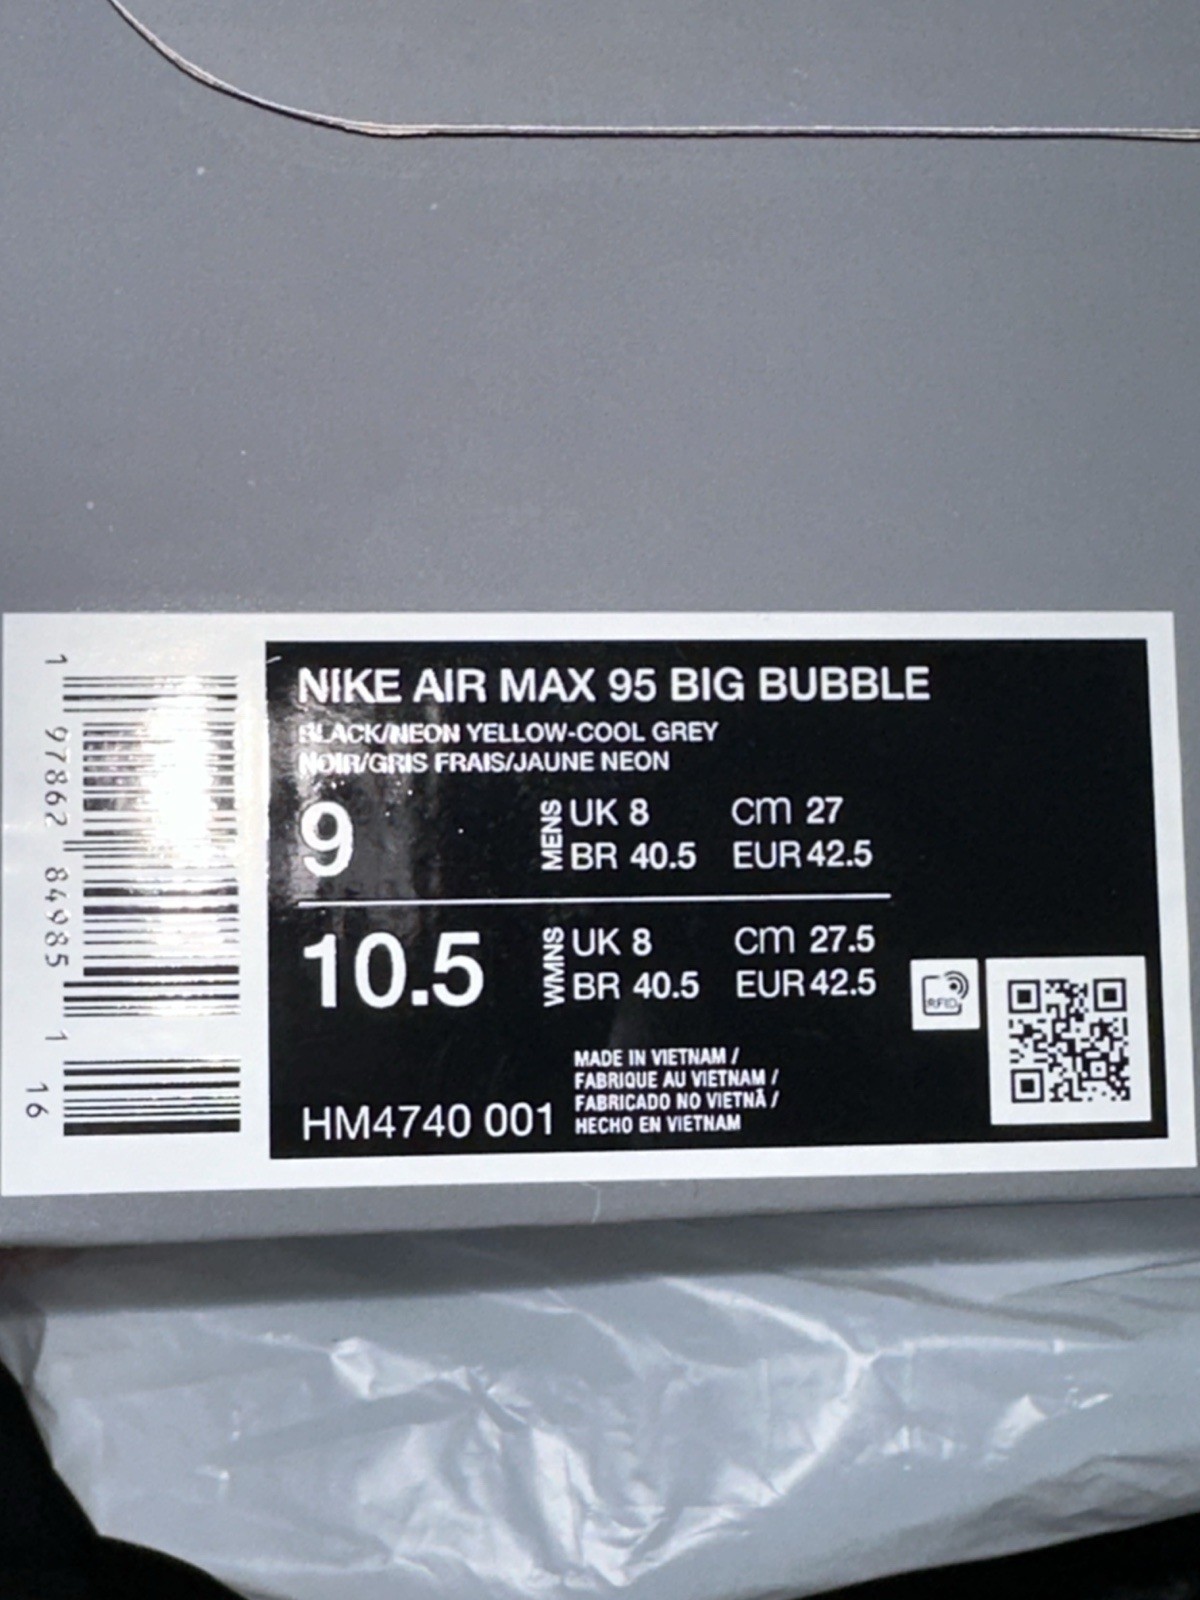 NIKE AIR MAX 95 BIG BUBBLE
BLACK/NEON YELLOW-COOL GREY
NOIR/GRIS FRAIS/JAUNE NEON
9
MENS
UK 8 CM 27
BR 40.5 EUR 42.5
10.5
WMNS
UK 8 CM 27.5
BR 40.5 EUR 42.5
RFID
HM4740 001
MADE IN VIETNAM /
FABRIQUE AU VIETNAM /
FABRICADO NO VIETNÃ /
HECHO EN VIETNAM
1 97862 84985 1 16